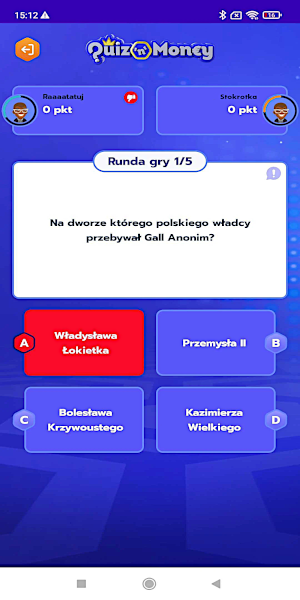 15:12
16
Quiz Money
Raaaatatuj
0 pkt
Stokrotka
0 pkt
Runda gry 1/5
Na dworze którego polskiego władcy
przebywał Gall Anonim?
A
Władysława
Łokietka
Przemysła II
B
C
Bolesława
Krzywoustego
Kazimierza
Wielkiego
D